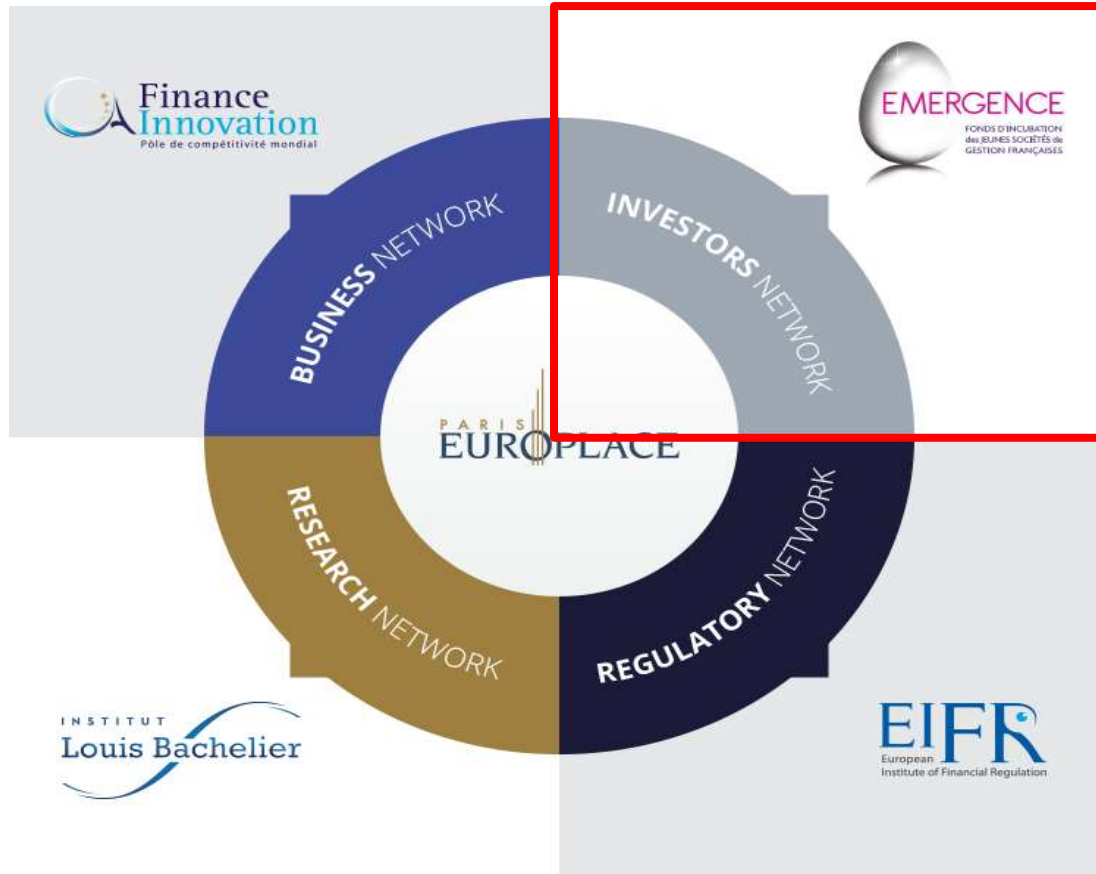 Finance
Innovation
Pôle de compétitivité mondial
EMERGENCE
FONDS D'INCUBATION
des JEUNES SOCIÉTÉS de
GESTION FRANÇAISES
BUSINESS NETWORK
INVESTORS NETWORK
PARIS
EUROPLACE
RESEARCH NETWORK
REGULATORY NETWORK
INSTITUT
Louis Bachelier
EIFR
European
Institute of Financial Regulation